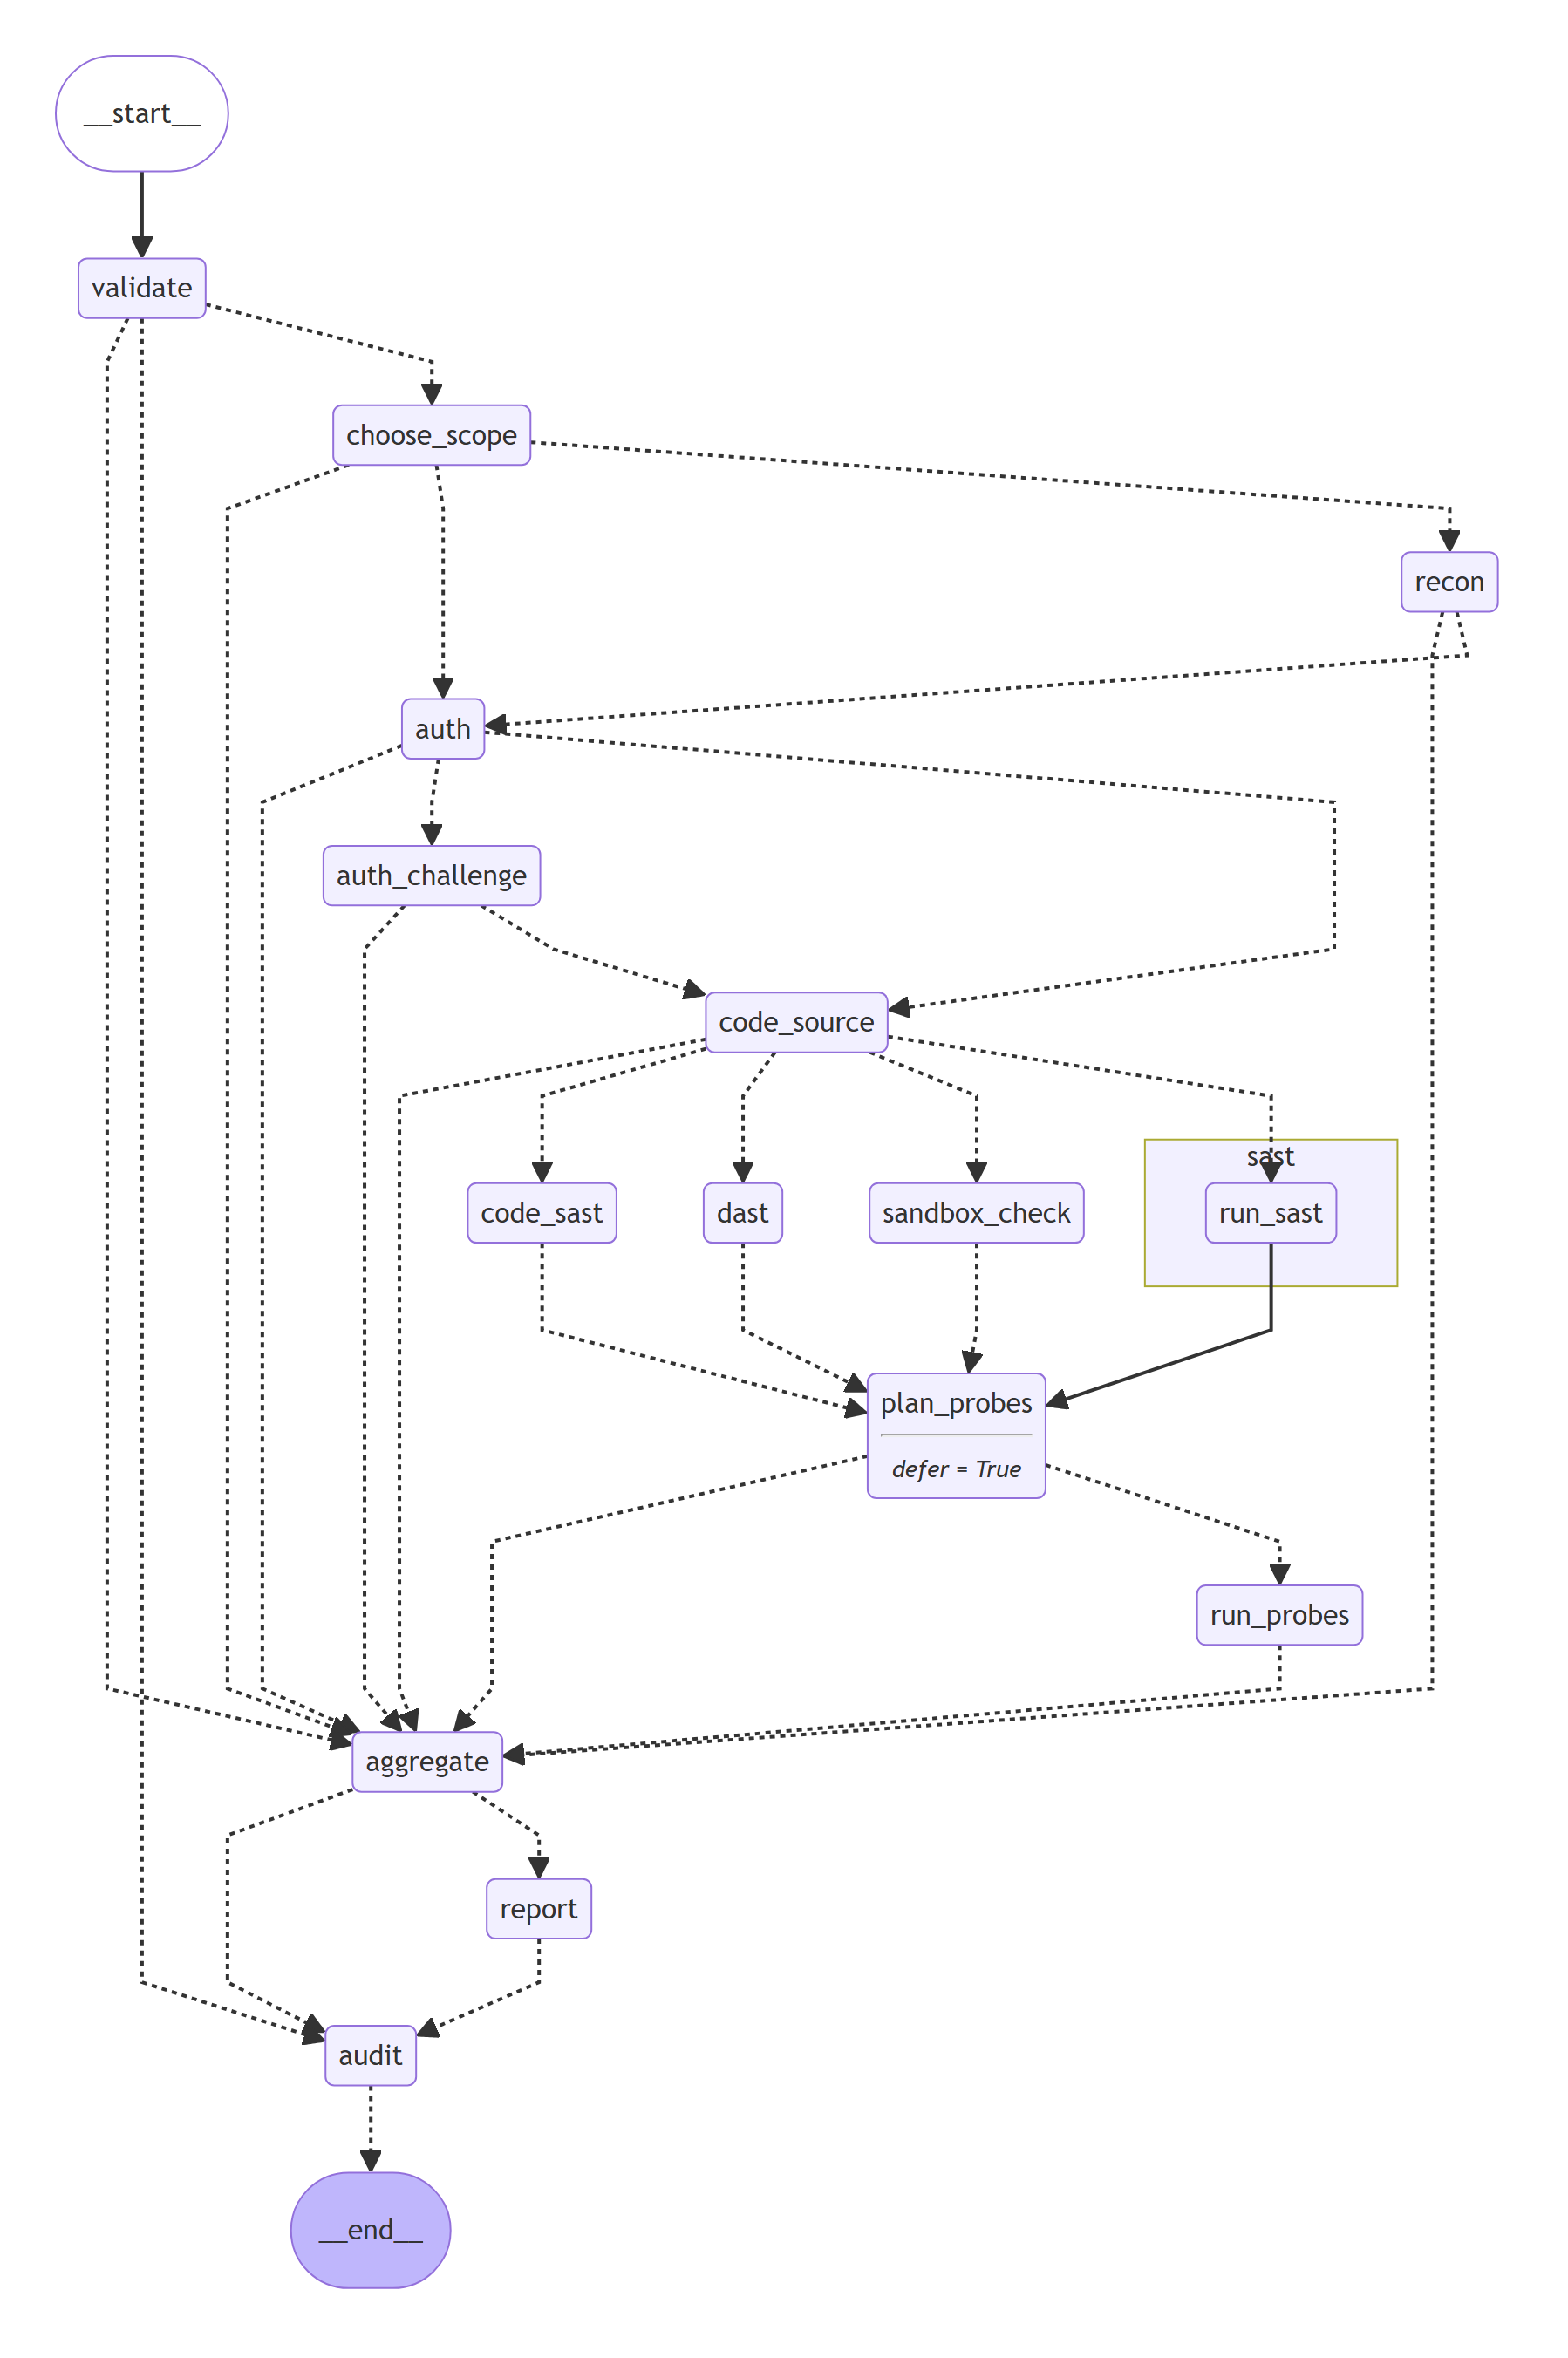 __start__
validate
choose_scope
recon
auth
auth_challenge
code_source
sast
code_sast
dast
sandbox_check
run_sast
plan_probes
defer = True
run_probes
aggregate
report
audit
__end__